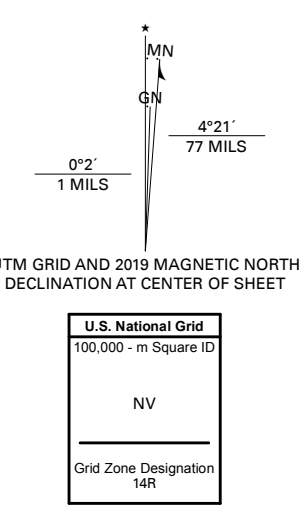 ★
MN
GN
4°21´
77 MILS
0°2´
1 MILS
UTM GRID AND 2019 MAGNETIC NORTH
DECLINATION AT CENTER OF SHEET
U.S. National Grid
100,000 - m Square ID
NV
Grid Zone Designation
14R